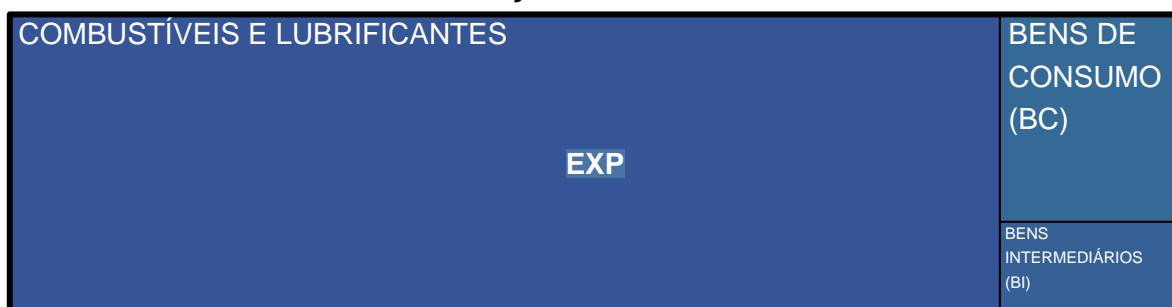 COMBUSTÍVEIS E LUBRIFICANTES
BENS DE
CONSUMO
(BC)
EXP
BENS
INTERMEDIÁRIOS
(BI)